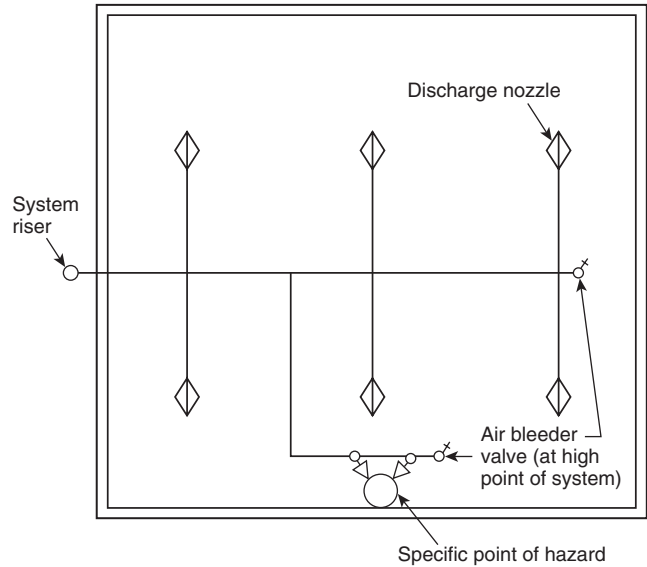 Discharge nozzle
System
riser
Air bleeder
valve (at high
point of system)
Specific point of hazard